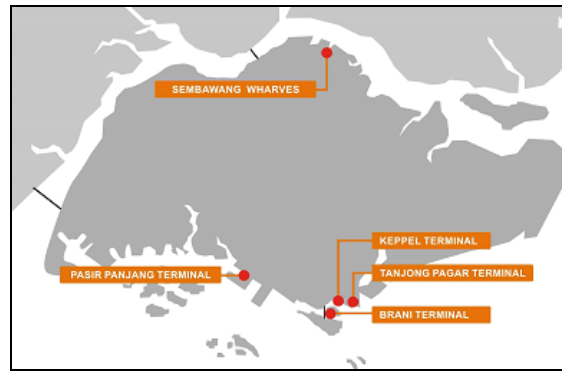 SEMBAWANG WHARVES
KEPPEL TERMINAL
PASIR PANJANG TERMINAL
TANJONG PAGAR TERMINAL
BRANI TERMINAL